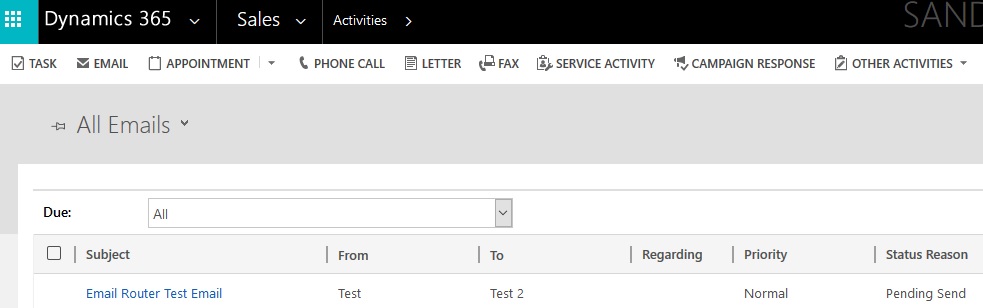 Dynamics 365 Sales Activities SAND
TASK EMAIL APPOINTMENT PHONE CALL LETTER FAX SERVICE ACTIVITY CAMPAIGN RESPONSE OTHER ACTIVITIES
All Emails
Due: All
Subject From To Regarding Priority Status Reason
Email Router Test Email Test Test 2 Normal Pending Send